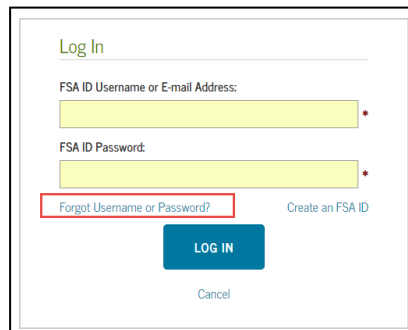 Log In
FSA ID Username or E-mail Address:
*
FSA ID Password:
*
Forgot Username or Password? Create an FSA ID
LOG IN
Cancel